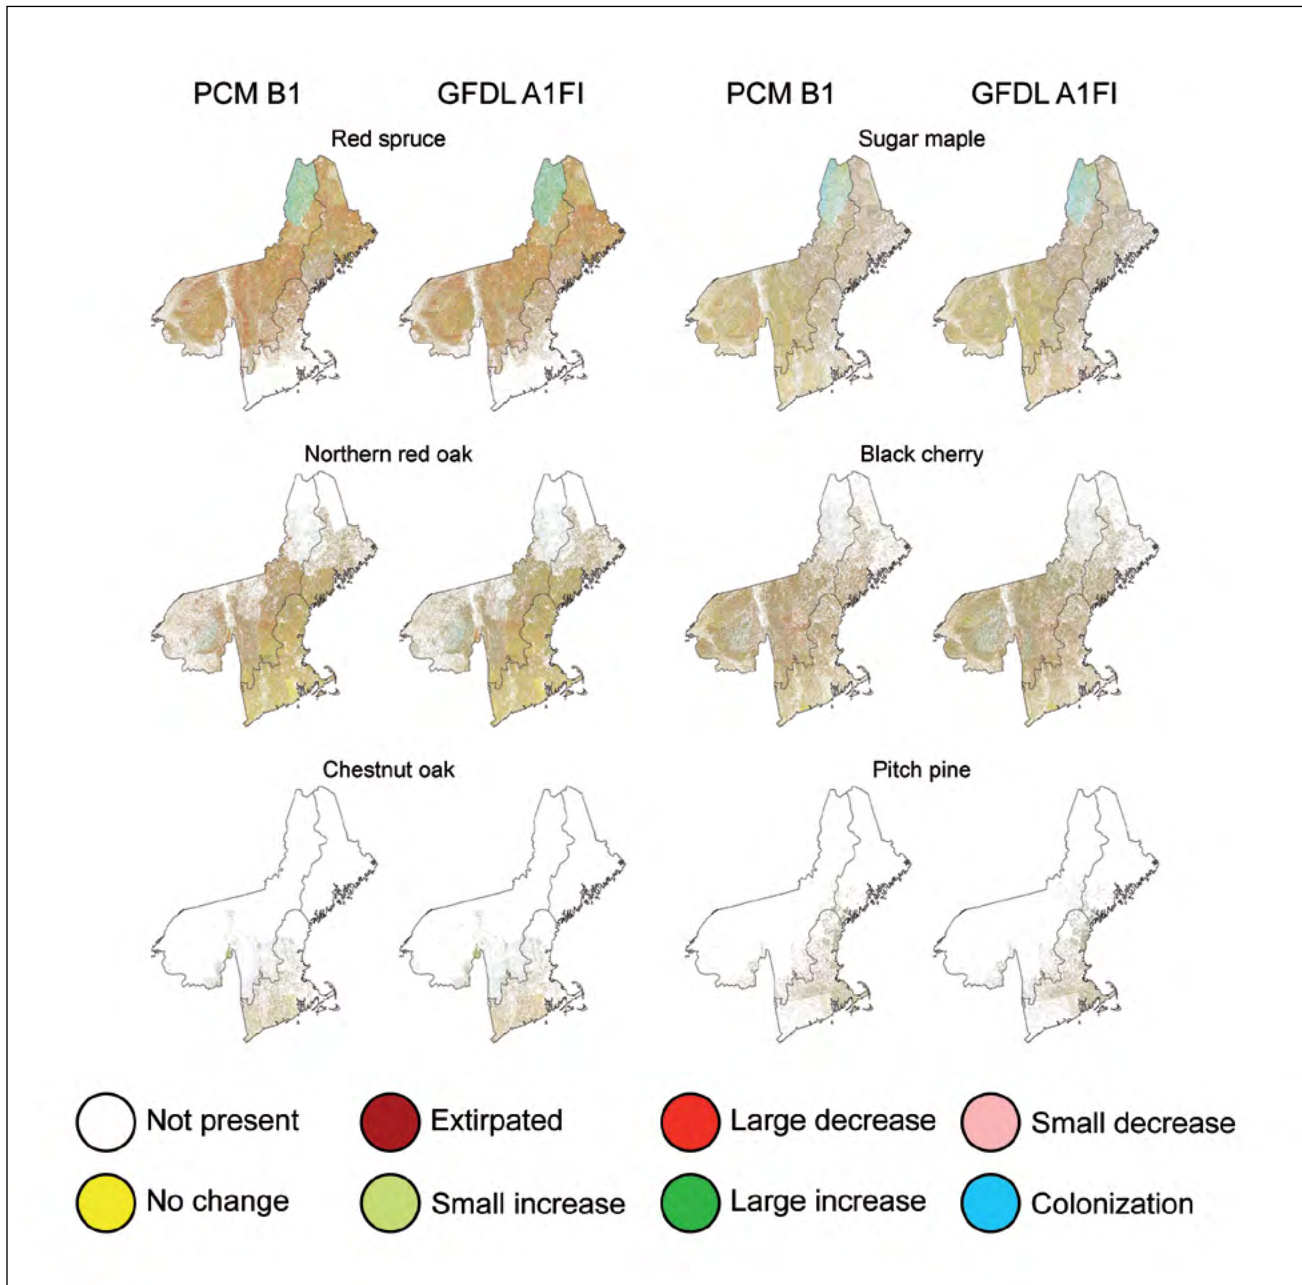 PCM B1 GFDL A1FI PCM B1 GFDL A1FI
Red spruce Sugar maple
Northern red oak Black cherry
Chestnut oak Pitch pine
Not present Extirpated Large decrease Small decrease
No change Small increase Large increase Colonization